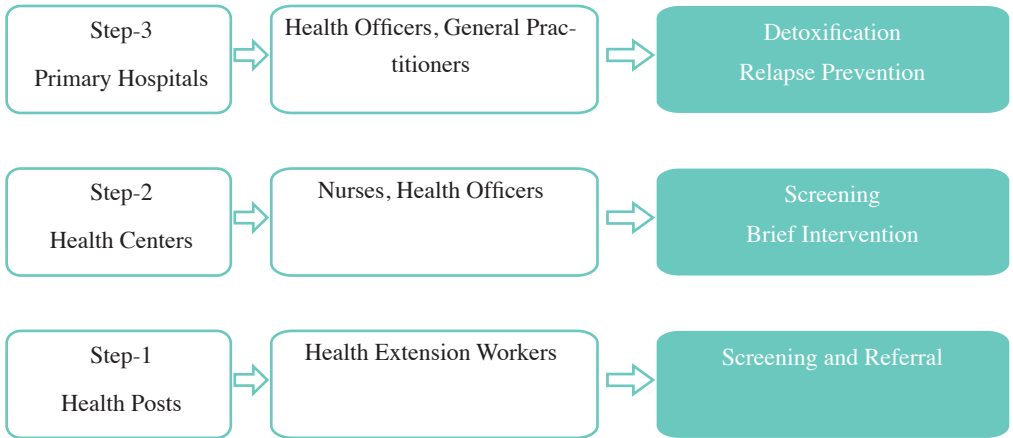 Step-3
Primary Hospitals
Health Officers, General Prac-
titioners
Detoxification
Relapse Prevention
Step-2
Health Centers
Nurses, Health Officers
Screening
Brief Intervention
Step-1
Health Posts
Health Extension Workers
Screening and Referral